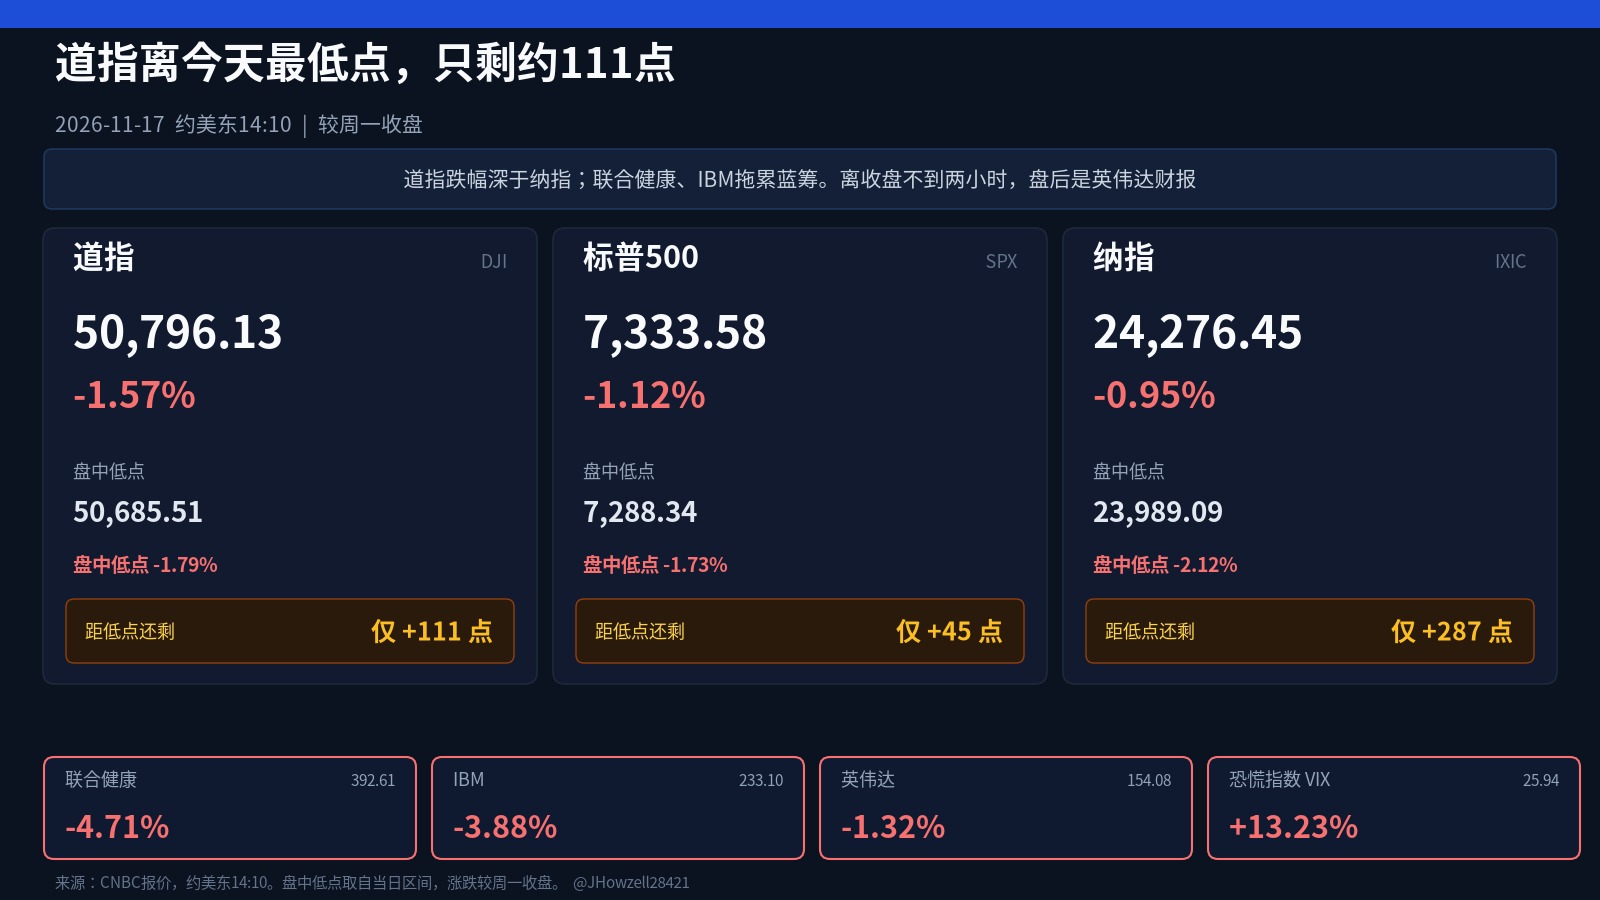 道指离今天最低点，只剩约111点
2026-11-17 约美东14:10 | 较周一收盘
道指跌幅深于纳指；联合健康、IBM拖累蓝筹。离收盘不到两小时，盘后是英伟达财报
道指 DJI
50,796.13
-1.57%
盘中低点
50,685.51
盘中低点 -1.79%
距低点还剩 仅 +111 点
标普500 SPX
7,333.58
-1.12%
盘中低点
7,288.34
盘中低点 -1.73%
距低点还剩 仅 +45 点
纳指 IXIC
24,276.45
-0.95%
盘中低点
23,989.09
盘中低点 -2.12%
距低点还剩 仅 +287 点
联合健康 392.61
-4.71%
IBM 233.10
-3.88%
英伟达 154.08
-1.32%
恐慌指数 VIX 25.94
+13.23%
来源：CNBC报价，约美东14:10。盘中低点取自当日区间，涨跌较周一收盘。 @JHowzell28421